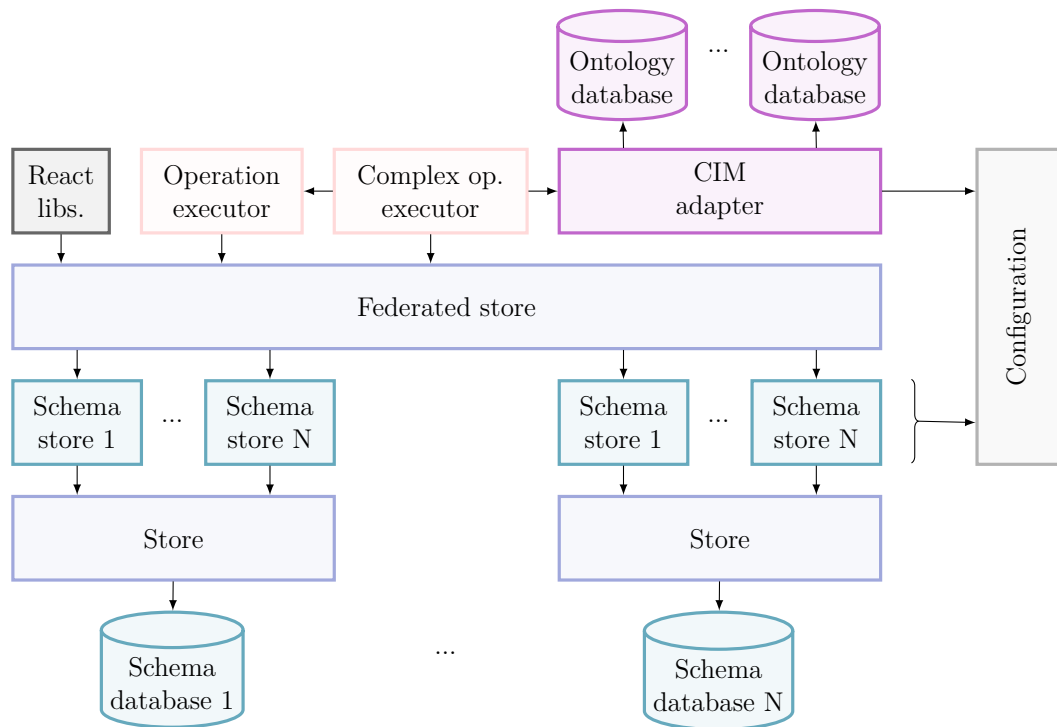 Ontology
database
...
Ontology
database
React
libs.
Operation
executor
Complex op.
executor
CIM
adapter
Configuration
Federated store
Schema
store 1
...
Schema
store N
Schema
store 1
...
Schema
store N
Store
Store
Schema
database 1
...
Schema
database N